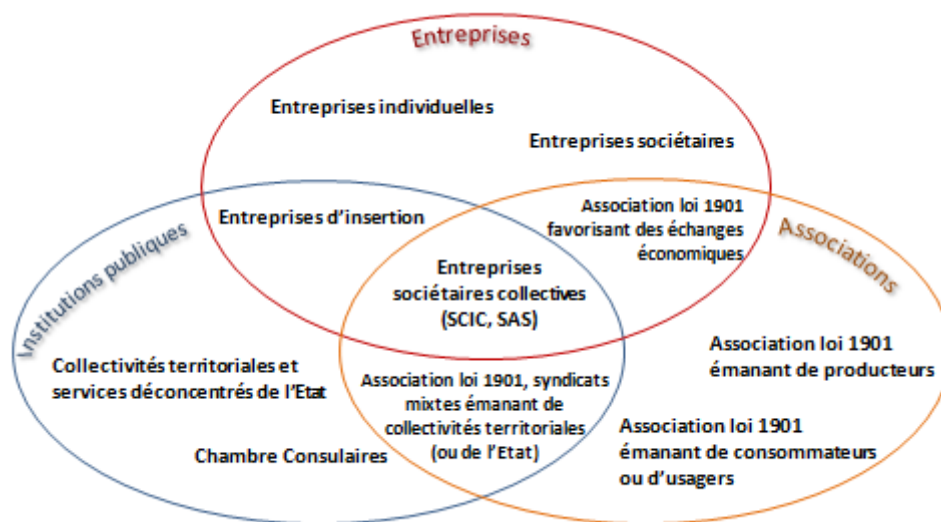 Entreprises
Entreprises individuelles
Entreprises sociétaires
Entreprises d'insertion
Association loi 1901
favorisant des échanges
économiques
Institutions publiques
Associations
Entreprises
sociétaires collectives
(SCIC, SAS)
Collectivités territoriales et
services déconcentrés de l'Etat
Association loi 1901, syndicats
mixtes émanant de
collectivités territoriales
(ou de l'Etat)
Association loi 1901
émanant de producteurs
Chambre Consulaires
Association loi 1901
émanant de consommateurs
ou d'usagers